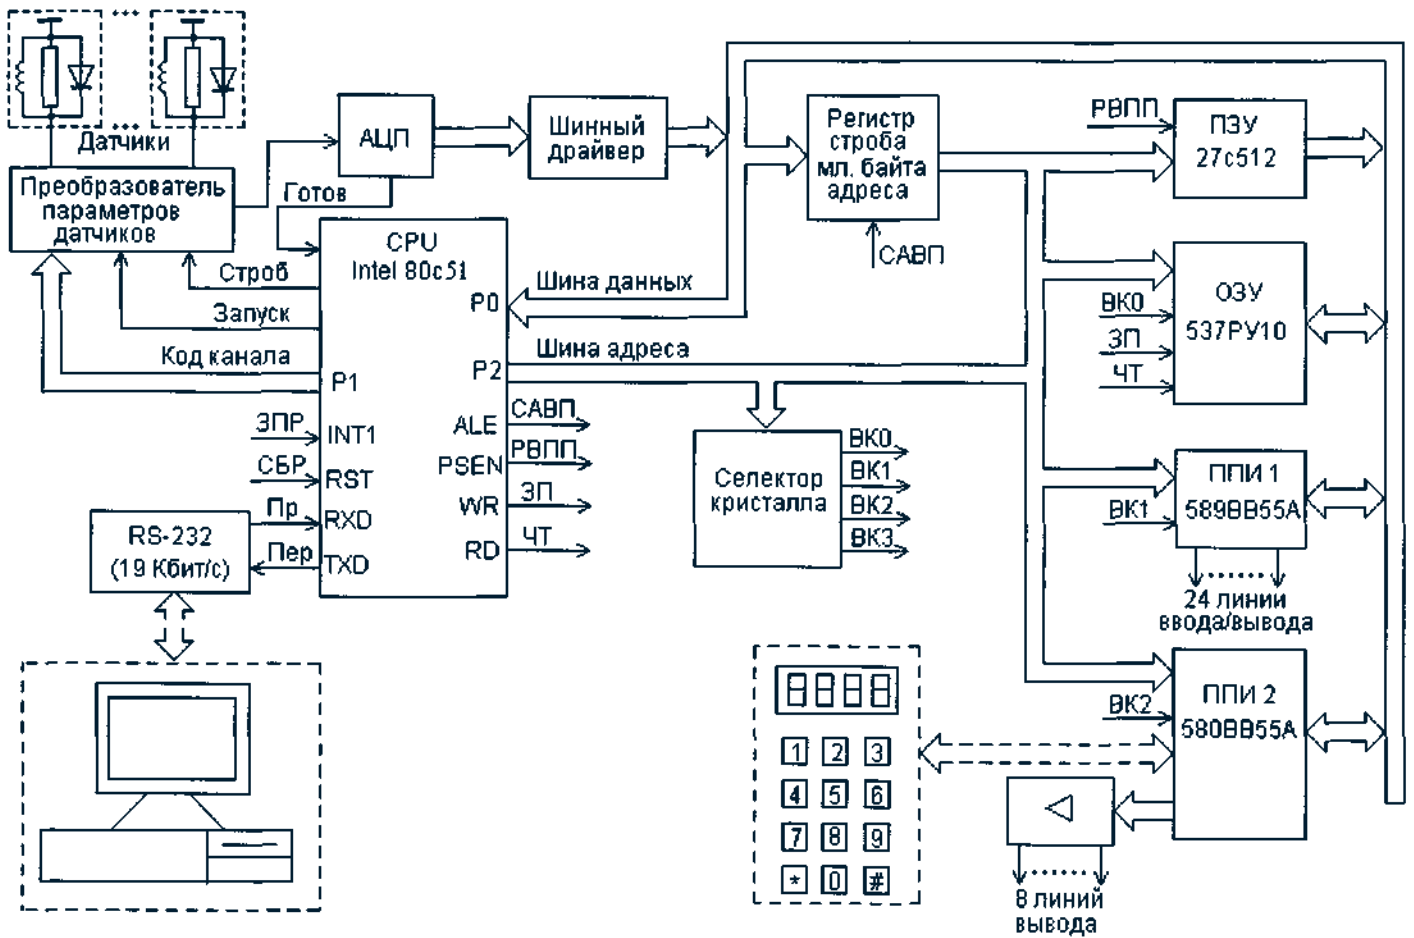 Датчики
Преобразователь
параметров
датчиков
АЦП
Готов
Шинный
драйвер
Регистр
строба
мл. байта
адреса
САВП
РВПП
ПЗУ
27с512
CPU
Intel 80c51
Строб
Запуск
Код канала
P0
P2
P1
ЗПР
INT1
СБР
RST
Пр
RXD
Пер
TXD
ALE
САВП
PSEN
РВПП
WR
ЗП
RD
ЧТ
Шина данных
Шина адреса
ОЗУ
537РУ10
ВК0
ЗП
ЧТ
Селектор
кристалла
ВК0
ВК1
ВК2
ВК3
ППИ 1
589ВВ55А
ВК1
24 линии
ввода/вывода
RS-232
(19 Кбит/с)
ППИ 2
580ВВ55А
ВК2
8888
1 2 3
4 5 6
7 8 9
* 0 #
8 линий
вывода